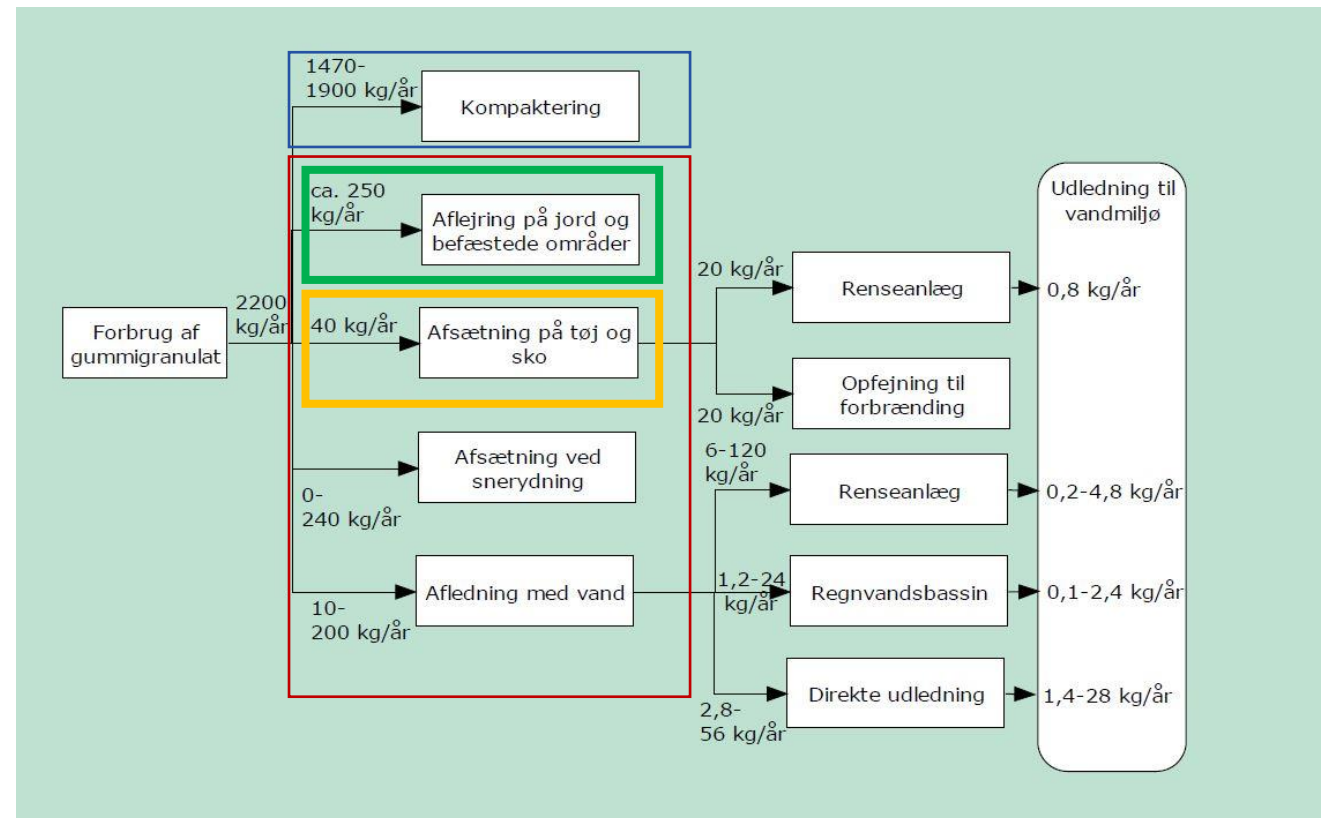 1470-
1900 kg/år
Kompaktering
ca. 250
kg/år
Aflejring på jord og
befæstede områder
Udledning til
vandmiljø
20 kg/år
Renseanlæg
0,8 kg/år
2200
kg/år
Forbrug af
gummigranulat
40 kg/år
Afsætning på tøj og
sko
Opfejning til
forbrænding
20 kg/år
6-120
kg/år
Afsætning ved
snerydning
0-
240 kg/år
Renseanlæg
0,2-4,8 kg/år
Afledning med vand
10-
200 kg/år
1,2-24
kg/år
Regnvandsbassin
0,1-2,4 kg/år
Direkte udledning
1,4-28 kg/år
2,8-
56 kg/år